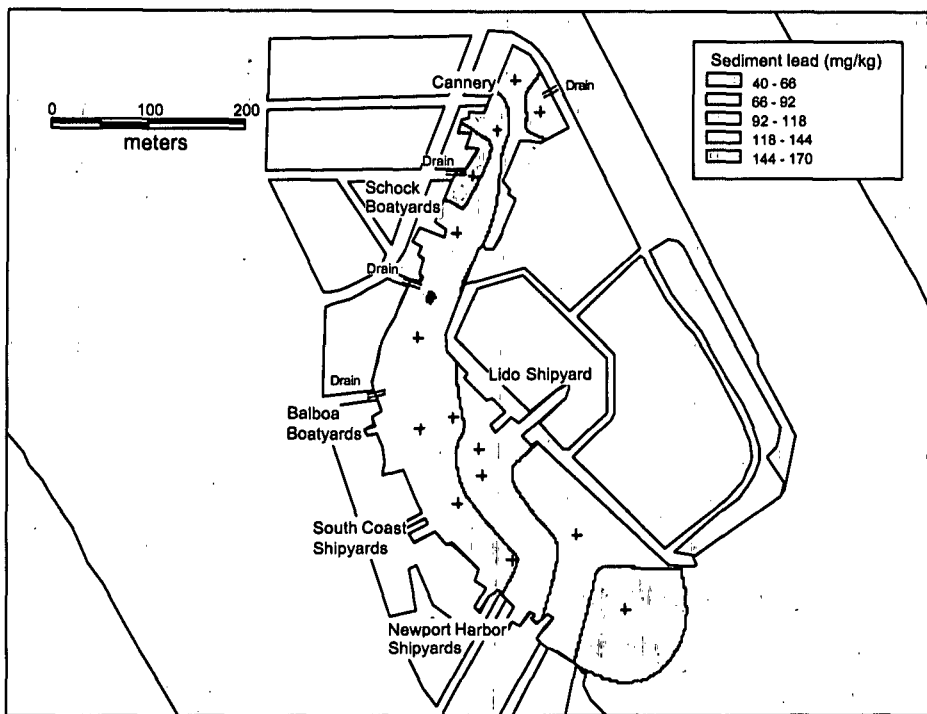 Sediment lead (mg/kg)
40 - 66
66 - 92
92 - 118
118 - 144
144 - 170
0 100 200
meters
Cannery
Drain
Drain
Schock
Boatyards
Drain
Lido Shipyard
Drain
Balboa
Boatyards
South Coast
Shipyards
Newport Harbor
Shipyards